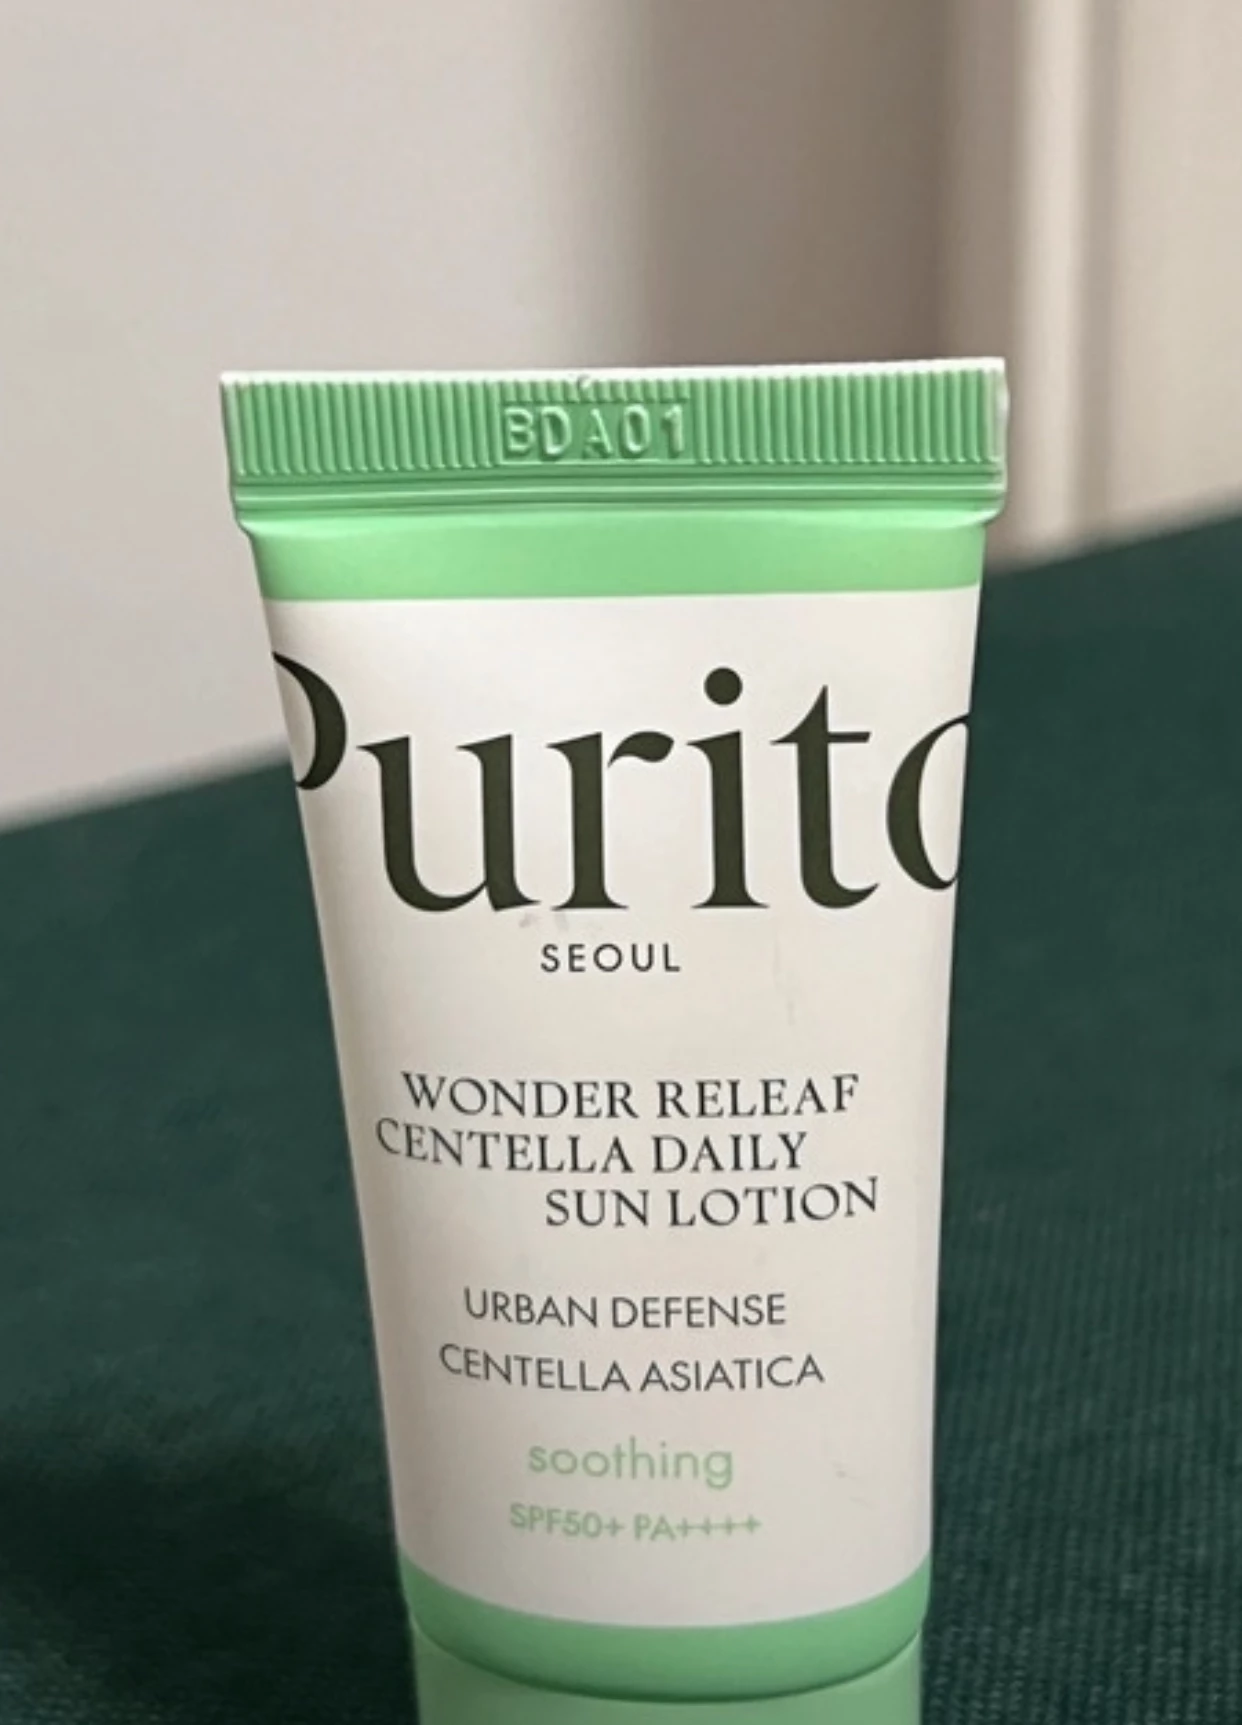 BDA01
Purito
SEOUL
WONDER RELEAF
CENTELLA DAILY
SUN LOTION
URBAN DEFENSE
CENTELLA ASIATICA
soothing
SPF50+ PA++++